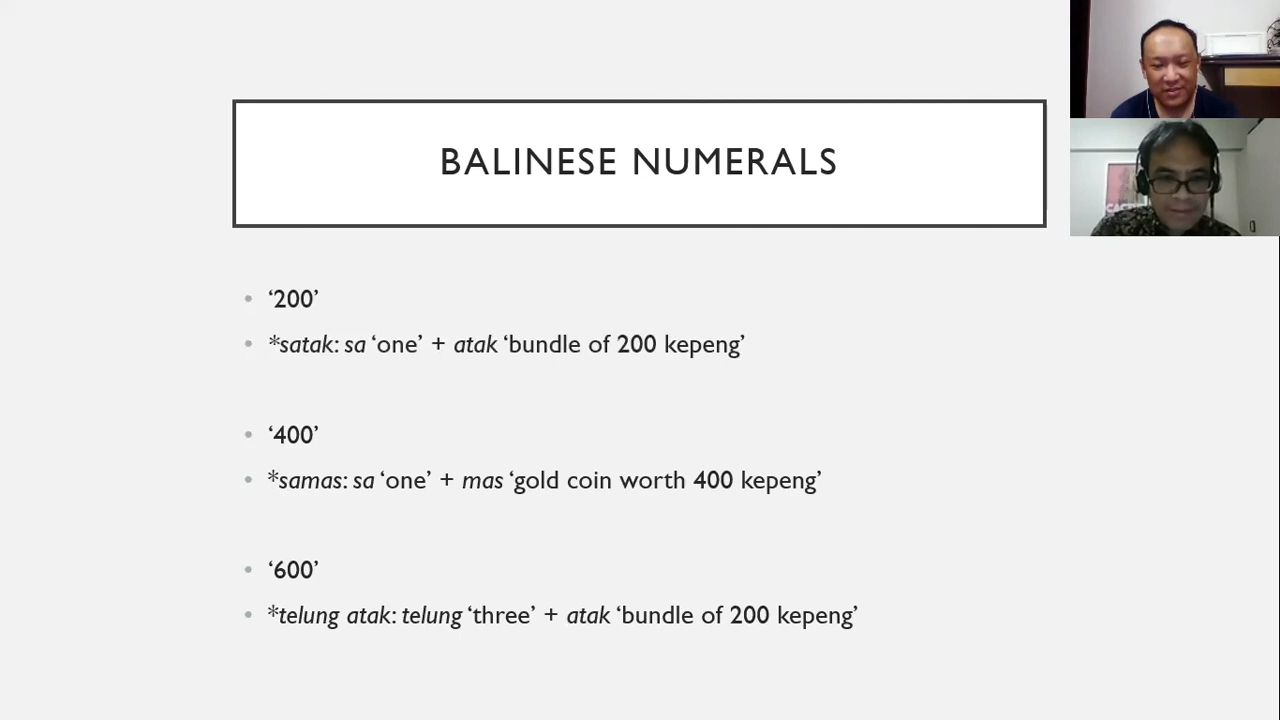 BALINESE NUMERALS
• ‘200’
• *satak: sa ‘one’ + atak ‘bundle of 200 kepeng’
• ‘400’
• *samas: sa ‘one’ + mas ‘gold coin worth 400 kepeng’
• ‘600’
• *telung atak: telung ‘three’ + atak ‘bundle of 200 kepeng’